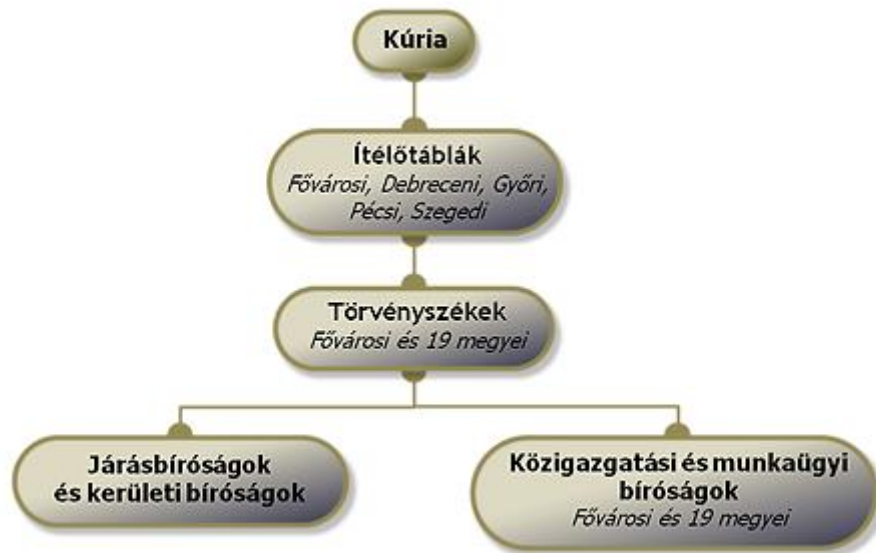 Kúria
Ítélőtáblák
Fővárosi, Debreceni, Győri,
Pécsi, Szegedi
Törvényszékek
Fővárosi és 19 megyei
Járásbíróságok
és kerületi bíróságok
Közigazgatási és munkaügyi
bíróságok
Fővárosi és 19 megyei